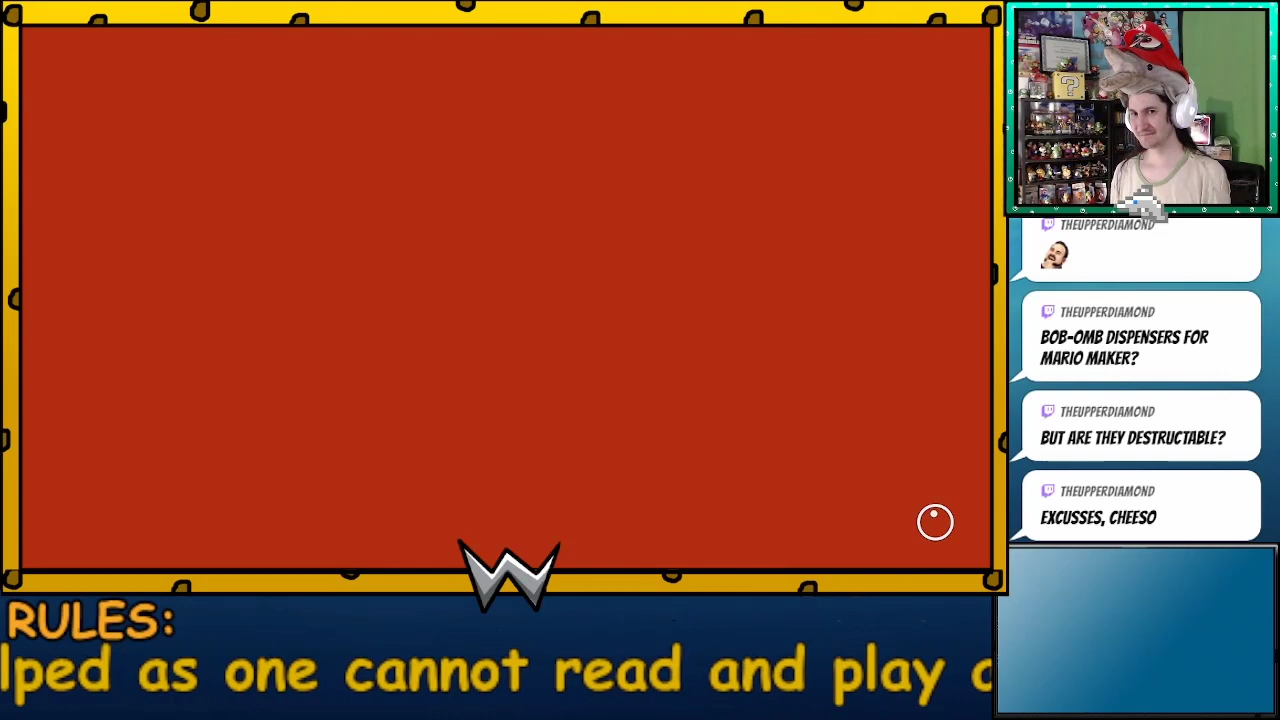 THEUPPERDIAMOND
THEUPPERDIAMOND
BOB-OMB DISPENSERS FOR
MARIO MAKER?
THEUPPERDIAMOND
BUT ARE THEY DESTRUCTABLE?
THEUPPERDIAMOND
EXCUSSES, CHEESO
W
RULES:
lped as one cannot read and play